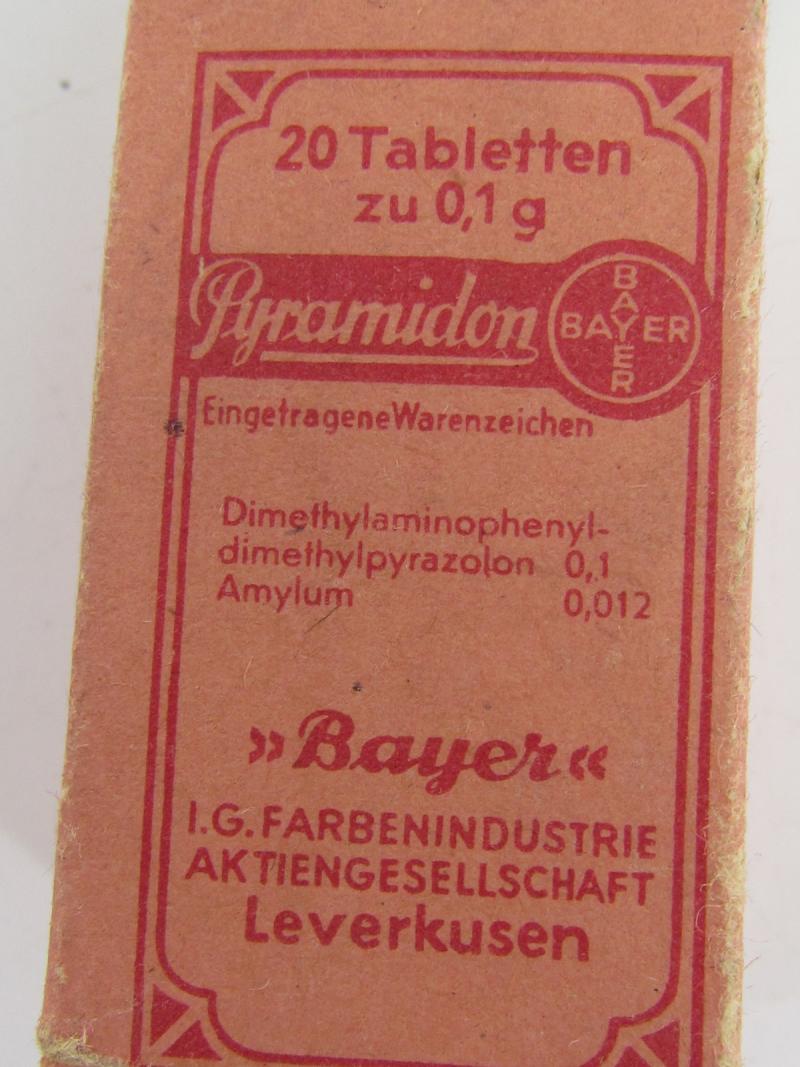 20 Tabletten
zu 0,1 g
Pyramidon
BAYER
BAYER
Eingetragene Warenzeichen
Dimethylaminophenyl-
dimethylpyrazolon 0,1
Amylum 0,012
»Bayer«
I.G. FARBENINDUSTRIE
AKTIENGESELLSCHAFT
Leverkusen